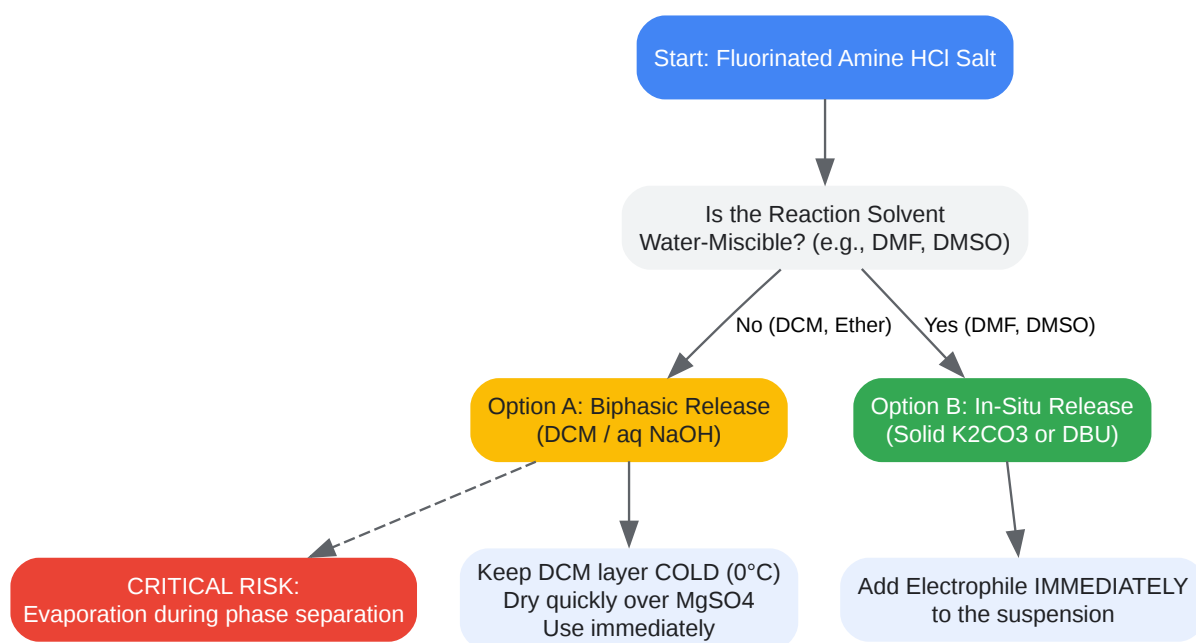 Start: Fluorinated Amine HCl Salt
Is the Reaction Solvent
Water-Miscible? (e.g., DMF, DMSO)
No (DCM, Ether)
Yes (DMF, DMSO)
Option A: Biphasic Release
(DCM / aq NaOH)
Option B: In-Situ Release
(Solid K2CO3 or DBU)
CRITICAL RISK:
Evaporation during phase separation
Keep DCM layer COLD (0°C)
Dry quickly over MgSO4
Use immediately
Add Electrophile IMMEDIATELY
to the suspension